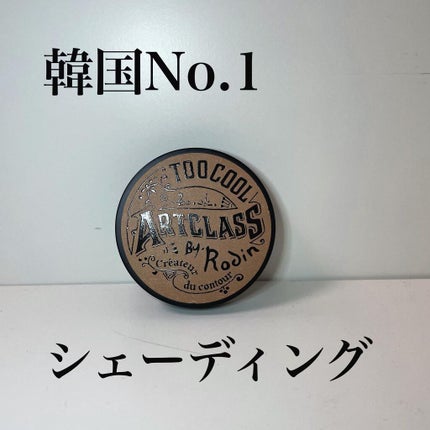 韓国No.1
TOO COOL
ARTCLASS
By: Rodin
Créateur
du contour
シェーディング